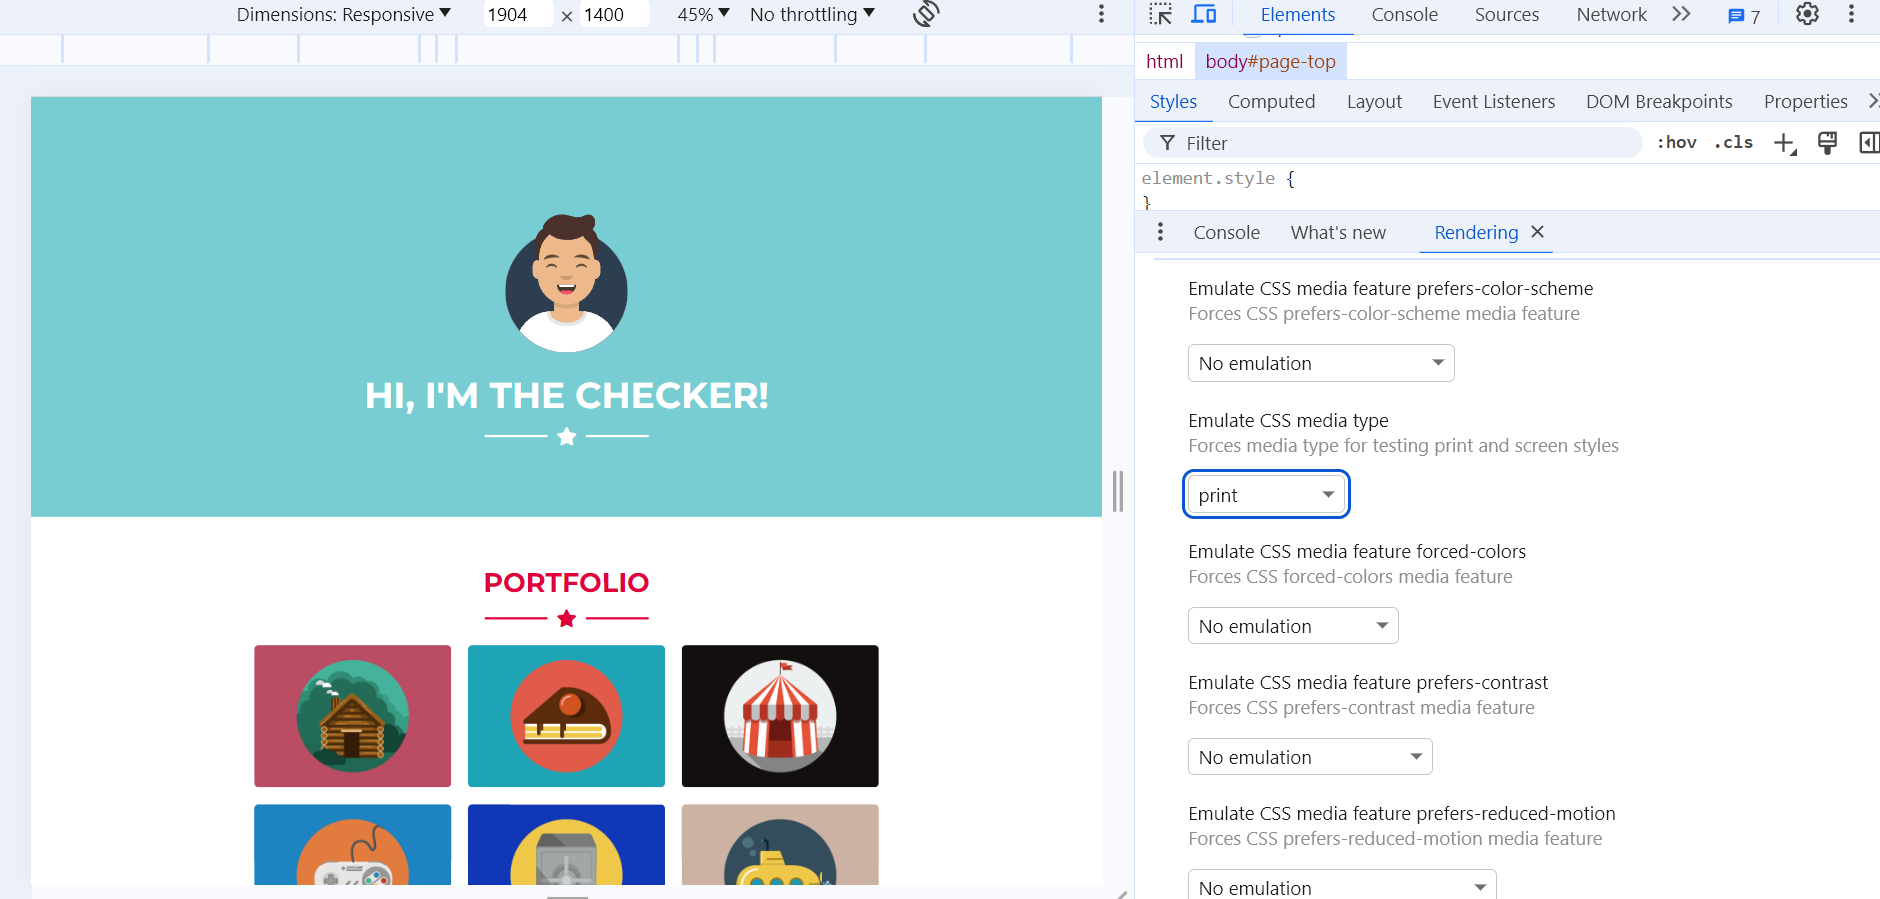 Dimensions: Responsive 1904 × 1400 45% No throttling
Elements Console Sources Network 7
html body#page-top
Styles Computed Layout Event Listeners DOM Breakpoints Properties
Filter :hov .cls
element.style {
}
Console What's new Rendering
Emulate CSS media feature prefers-color-scheme
Forces CSS prefers-color-scheme media feature
No emulation
Emulate CSS media type
Forces media type for testing print and screen styles
print
Emulate CSS media feature forced-colors
Forces CSS forced-colors media feature
No emulation
Emulate CSS media feature prefers-contrast
Forces CSS prefers-contrast media feature
No emulation
Emulate CSS media feature prefers-reduced-motion
Forces CSS prefers-reduced-motion media feature
No emulation
HI, I'M THE CHECKER!
PORTFOLIO